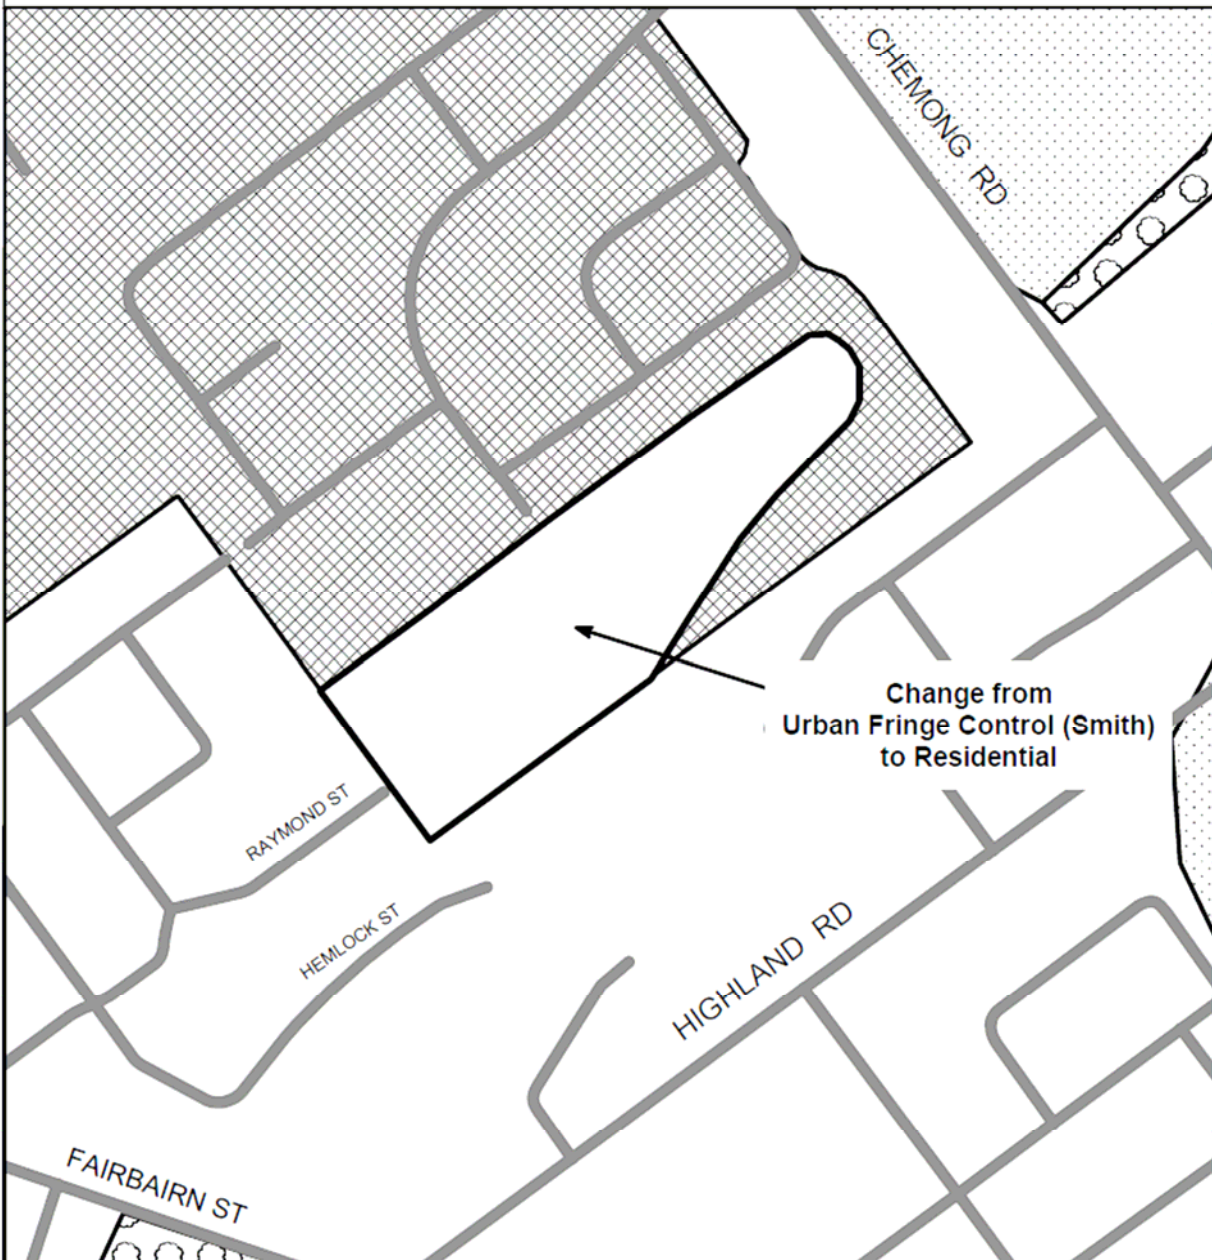 CHEMONG RD
Change from
Urban Fringe Control (Smith)
to Residential
RAYMOND ST
HEMLOCK ST
HIGHLAND RD
FAIRBAIRN ST